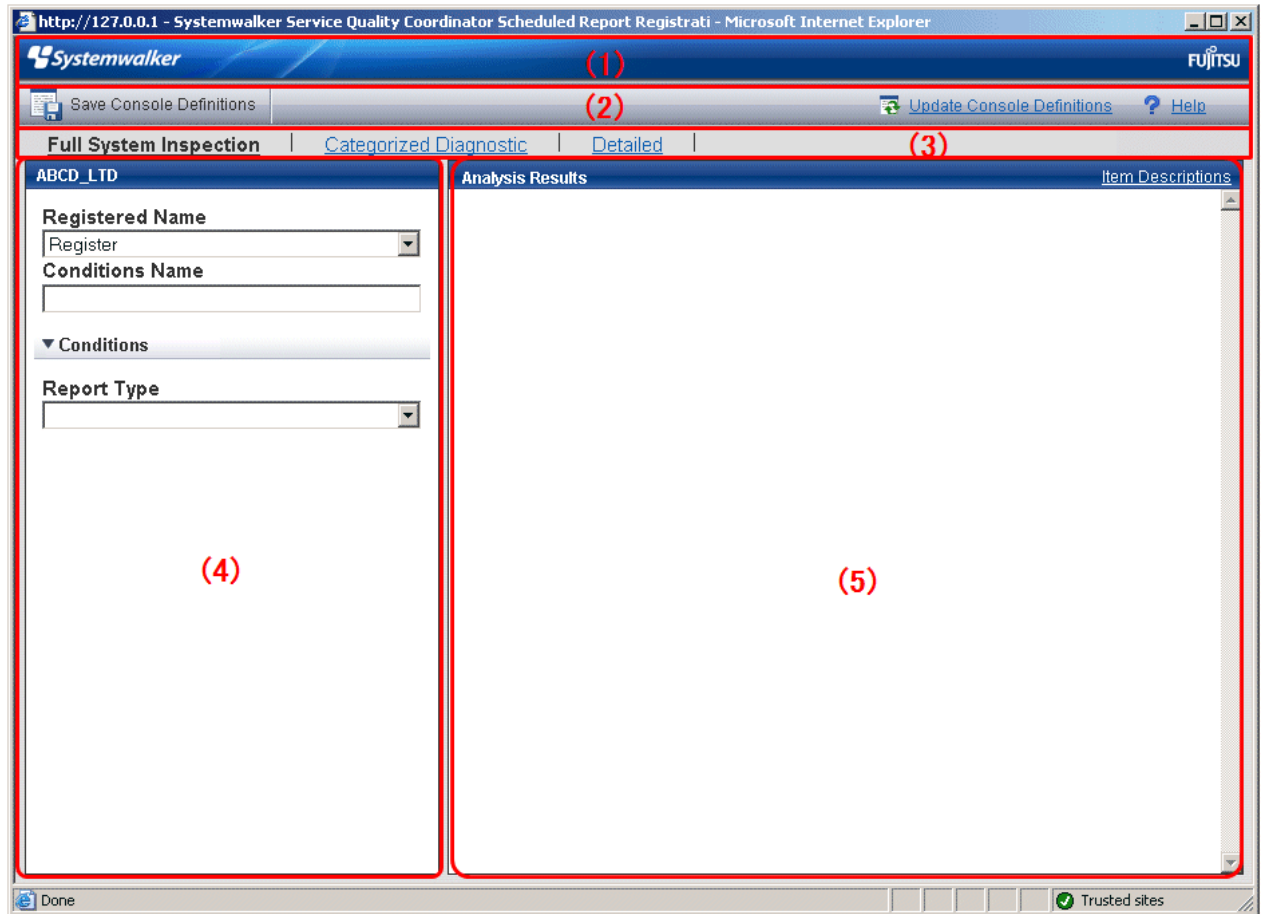 http://127.0.0.1 - Systemwalker Service Quality Coordinator Scheduled Report Registrati - Microsoft Internet Explorer
Systemwalker (1) FUJITSU
Save Console Definitions (2) Update Console Definitions ? Help
Full System Inspection | Categorized Diagnostic | Detailed | (3)
ABCD_LTD Analysis Results Item Descriptions
Registered Name
Register
Conditions Name
Conditions
Report Type
(4) (5)
Done Trusted sites